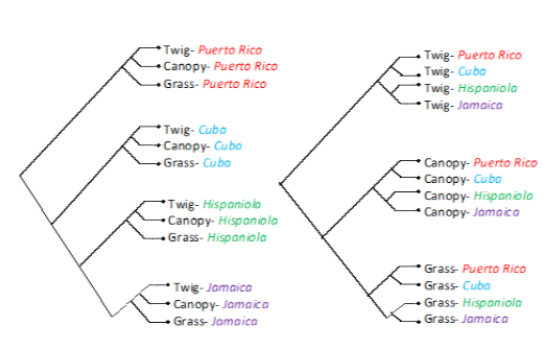 Twig- Puerto Rico
Canopy- Puerto Rico
Grass- Puerto Rico
Twig- Cuba
Canopy- Cuba
Grass- Cuba
Twig- Hispaniola
Canopy- Hispaniola
Grass- Hispaniola
Twig- Jamaica
Canopy- Jamaica
Grass- Jamaica
Twig- Puerto Rico
Twig- Cuba
Twig- Hispaniola
Twig- Jamaica
Canopy- Puerto Rico
Canopy- Cuba
Canopy- Hispaniola
Canopy- Jamaica
Grass- Puerto Rico
Grass- Cuba
Grass- Hispaniola
Grass- Jamaica